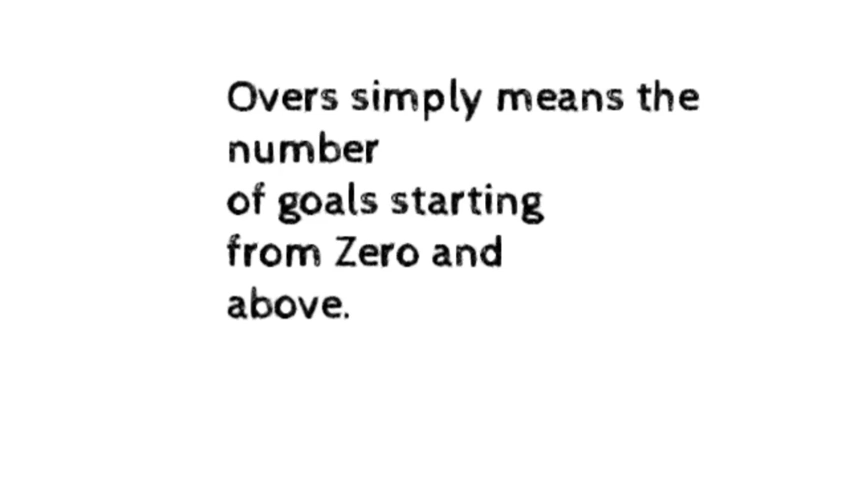 Overs simply means the
number
of goals starting
from Zero and
above.